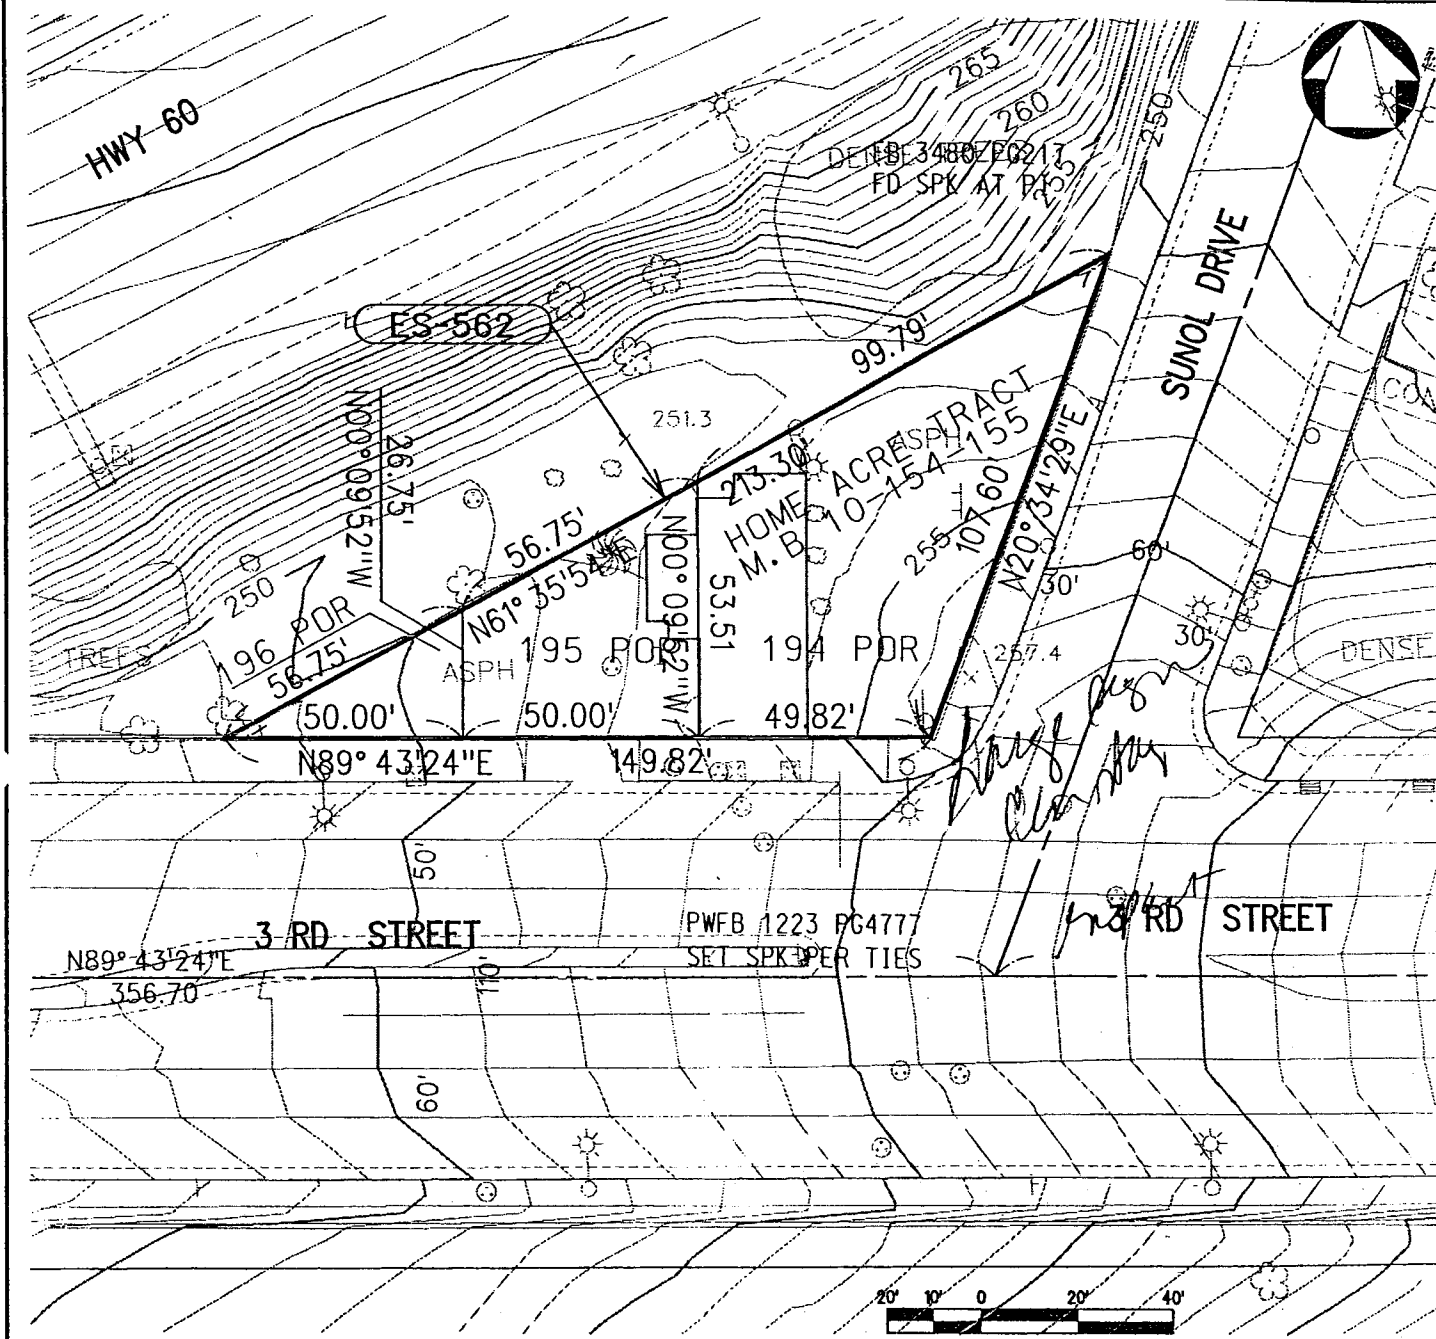 HWY 60
265
260
255
250
FB 3480 PG217
FD SPK AT PI
SUNOL DRIVE
ES-562
99.79'
251.3
213.30'
HOME ACRE TRACT
M.B. 10-154-155
ASPH
26.75'
N00°09'52"W
56.75'
N61°35'54"E
N00°09'52"W
53.51
255
107.60'
N20°34'29"E
60'
30'
30'
250
TREES
196 POR
56.75'
ASPH
195 POR
194 POR
257.4
DENSE
50.00'
50.00'
49.82'
N89°43'24"E
149.82'
50'
3 RD STREET
PWFB 1223 PG4777
SET SPK PER TIES
3 RD STREET
N89°43'24"E
356.70
110'
60'
20' 10' 0 20' 40'